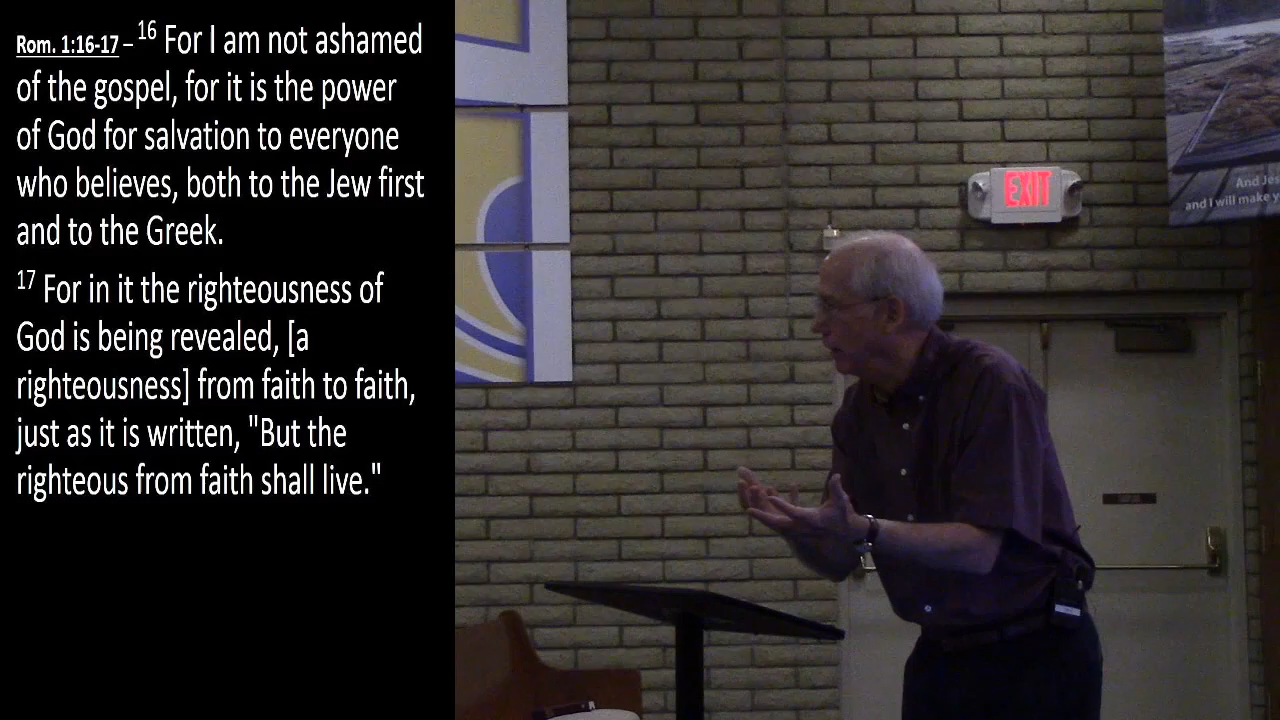 Rom. 1:16-17 – 16 For I am not ashamed
of the gospel, for it is the power
of God for salvation to everyone
who believes, both to the Jew first
and to the Greek.
17 For in it the righteousness of
God is being revealed, [a
righteousness] from faith to faith,
just as it is written, "But the
righteous from faith shall live."
EXIT
And Jes
and I will make y